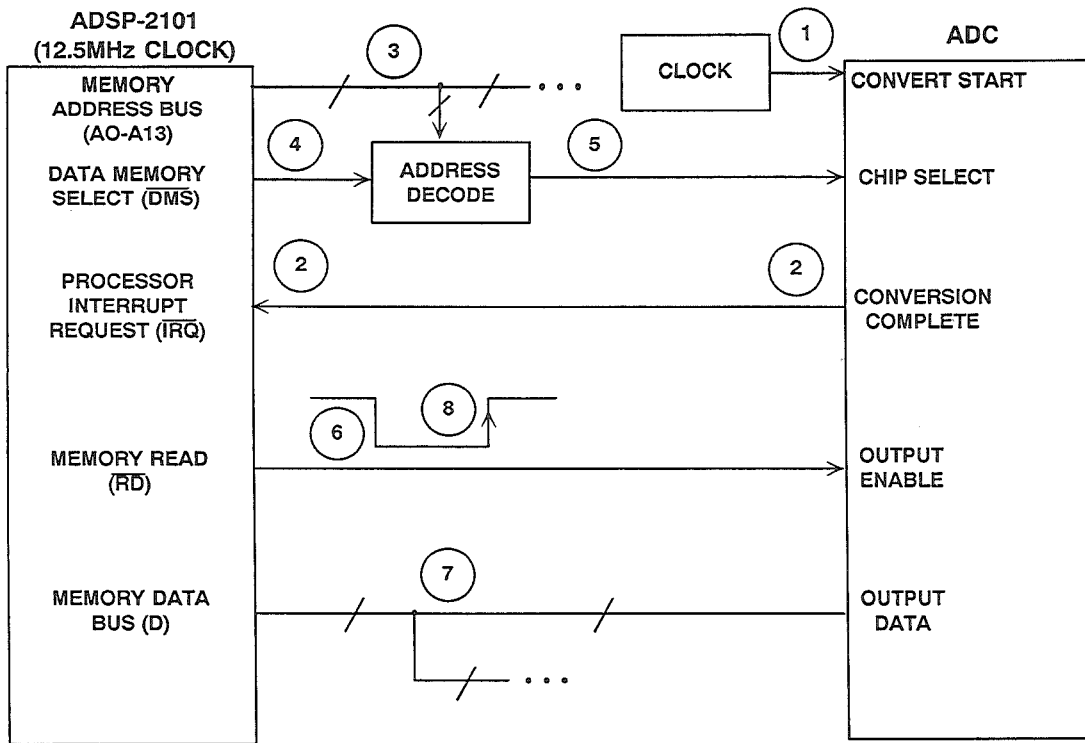 ADSP-2101
(12.5MHz CLOCK)
ADC
1
3
CLOCK
MEMORY
ADDRESS BUS
(AO-A13)
CONVERT START
4
5
DATA MEMORY
SELECT (DMS)
ADDRESS
DECODE
CHIP SELECT
2
2
PROCESSOR
INTERRUPT
REQUEST (IRQ)
CONVERSION
COMPLETE
6
8
MEMORY READ
(RD)
OUTPUT
ENABLE
7
MEMORY DATA
BUS (D)
OUTPUT
DATA